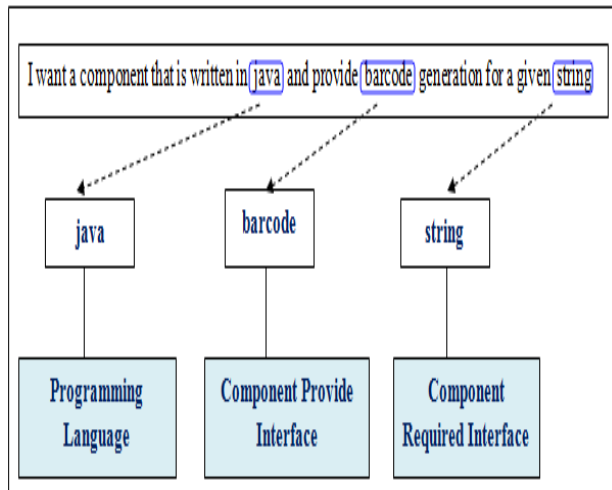 I want a component that is written in java and provide barcode generation for a given string
java
barcode
string
Programming
Language
Component Provide
Interface
Component
Required Interface